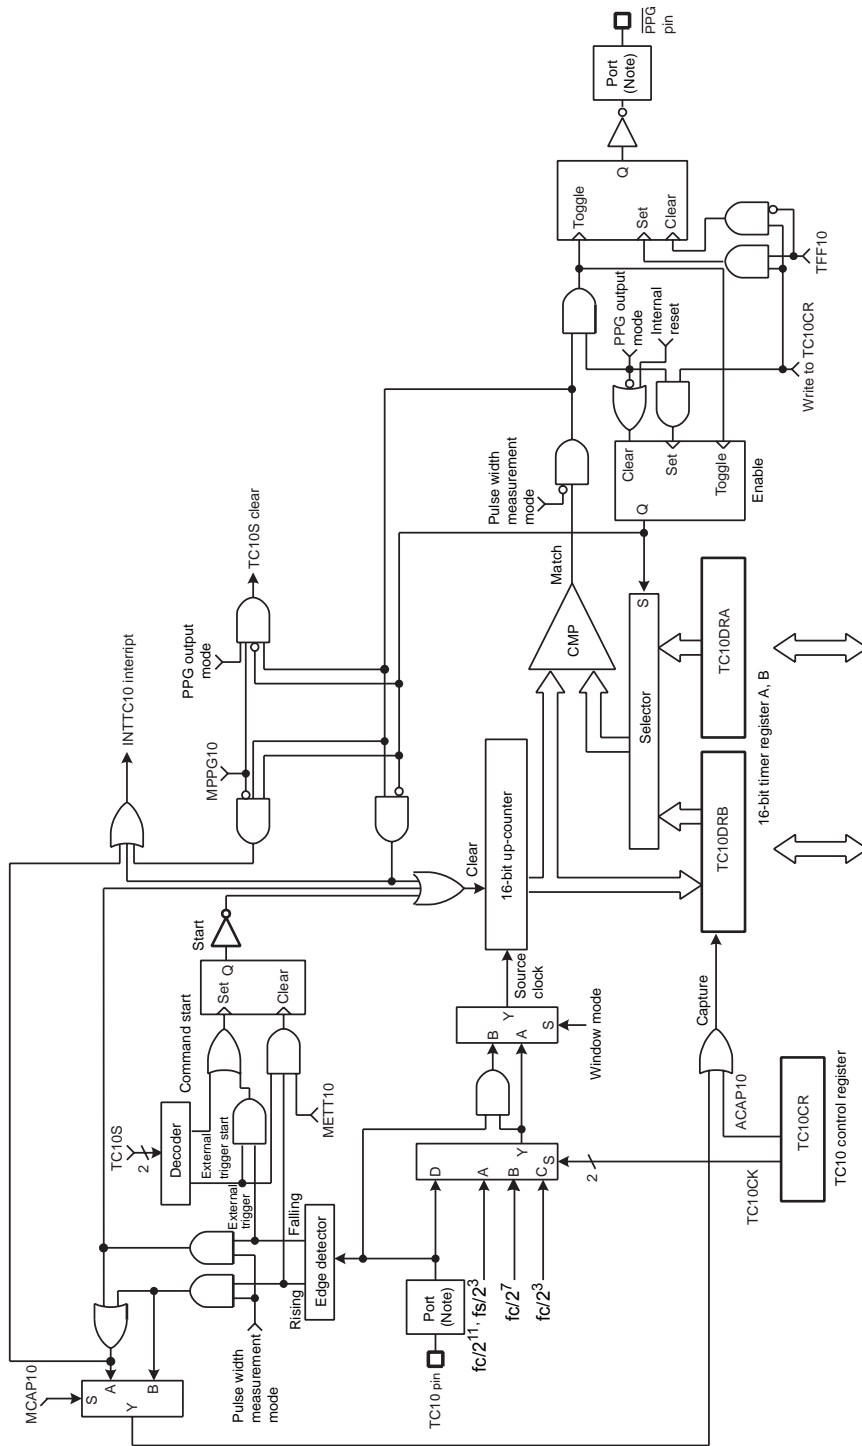 MCAP10
S
A
B
Y
Pulse width
measurement
mode
TC10S
2
Decoder
Command start
External
trigger start
External
trigger
Rising
Falling
Edge detector
METT10
Set
Q
Clear
Start
INTTC10 interript
MPPG10
PPG output
mode
TC10S clear
TC10 pin
Port
(Note)
fc/2¹¹, fs/2³
fc/2⁷
fc/2³
D
A
B
C
S
Y
2
B
A
S
Y
Window mode
Source
clock
Clear
16-bit up-counter
CMP
Match
Pulse width
measurement
mode
PPG output
mode
Internal
reset
Toggle
Set
Clear
Q
Port
(Note)
PPG
pin
TFF10
Write to TC10CR
Q
Clear
Set
Toggle
Enable
Selector
S
TC10CK
ACAP10
Capture
TC10CR
TC10 control register
TC10DRB
TC10DRA
16-bit timer register A, B